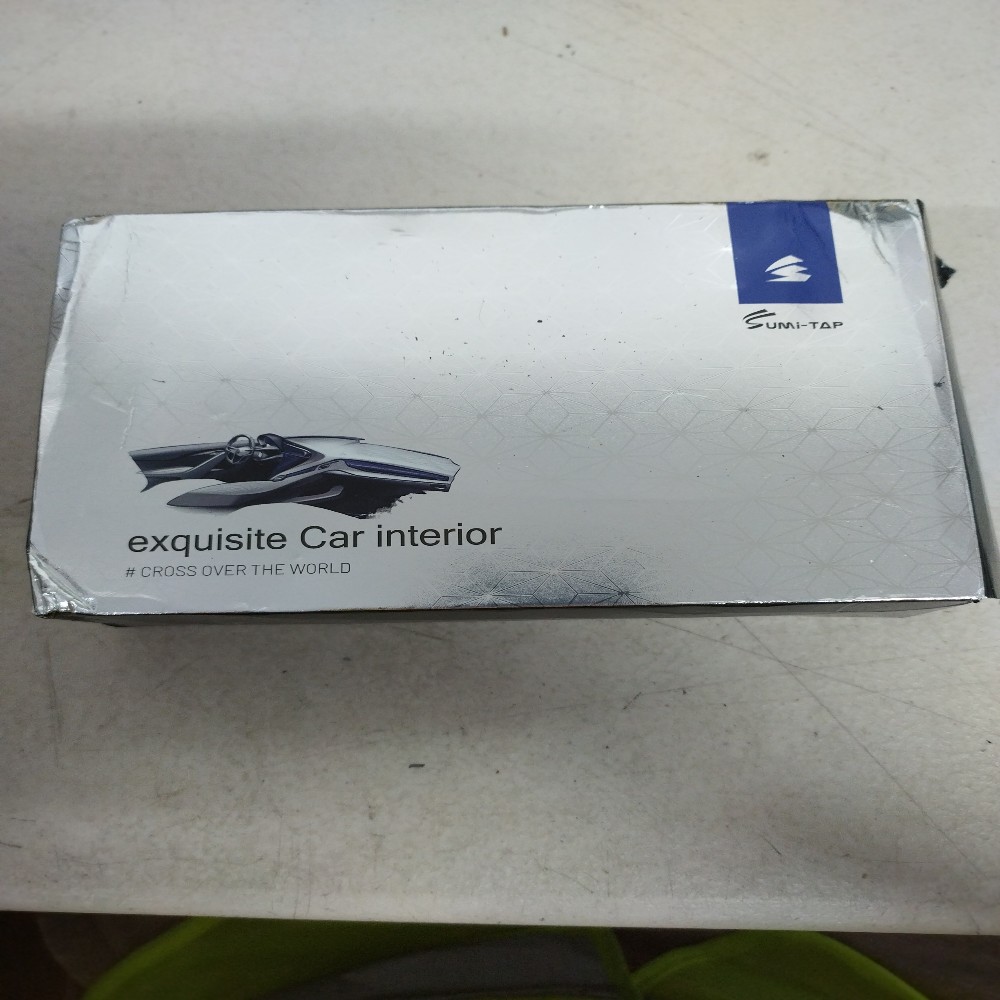 SUMi-TAP
exquisite Car interior
# CROSS OVER THE WORLD